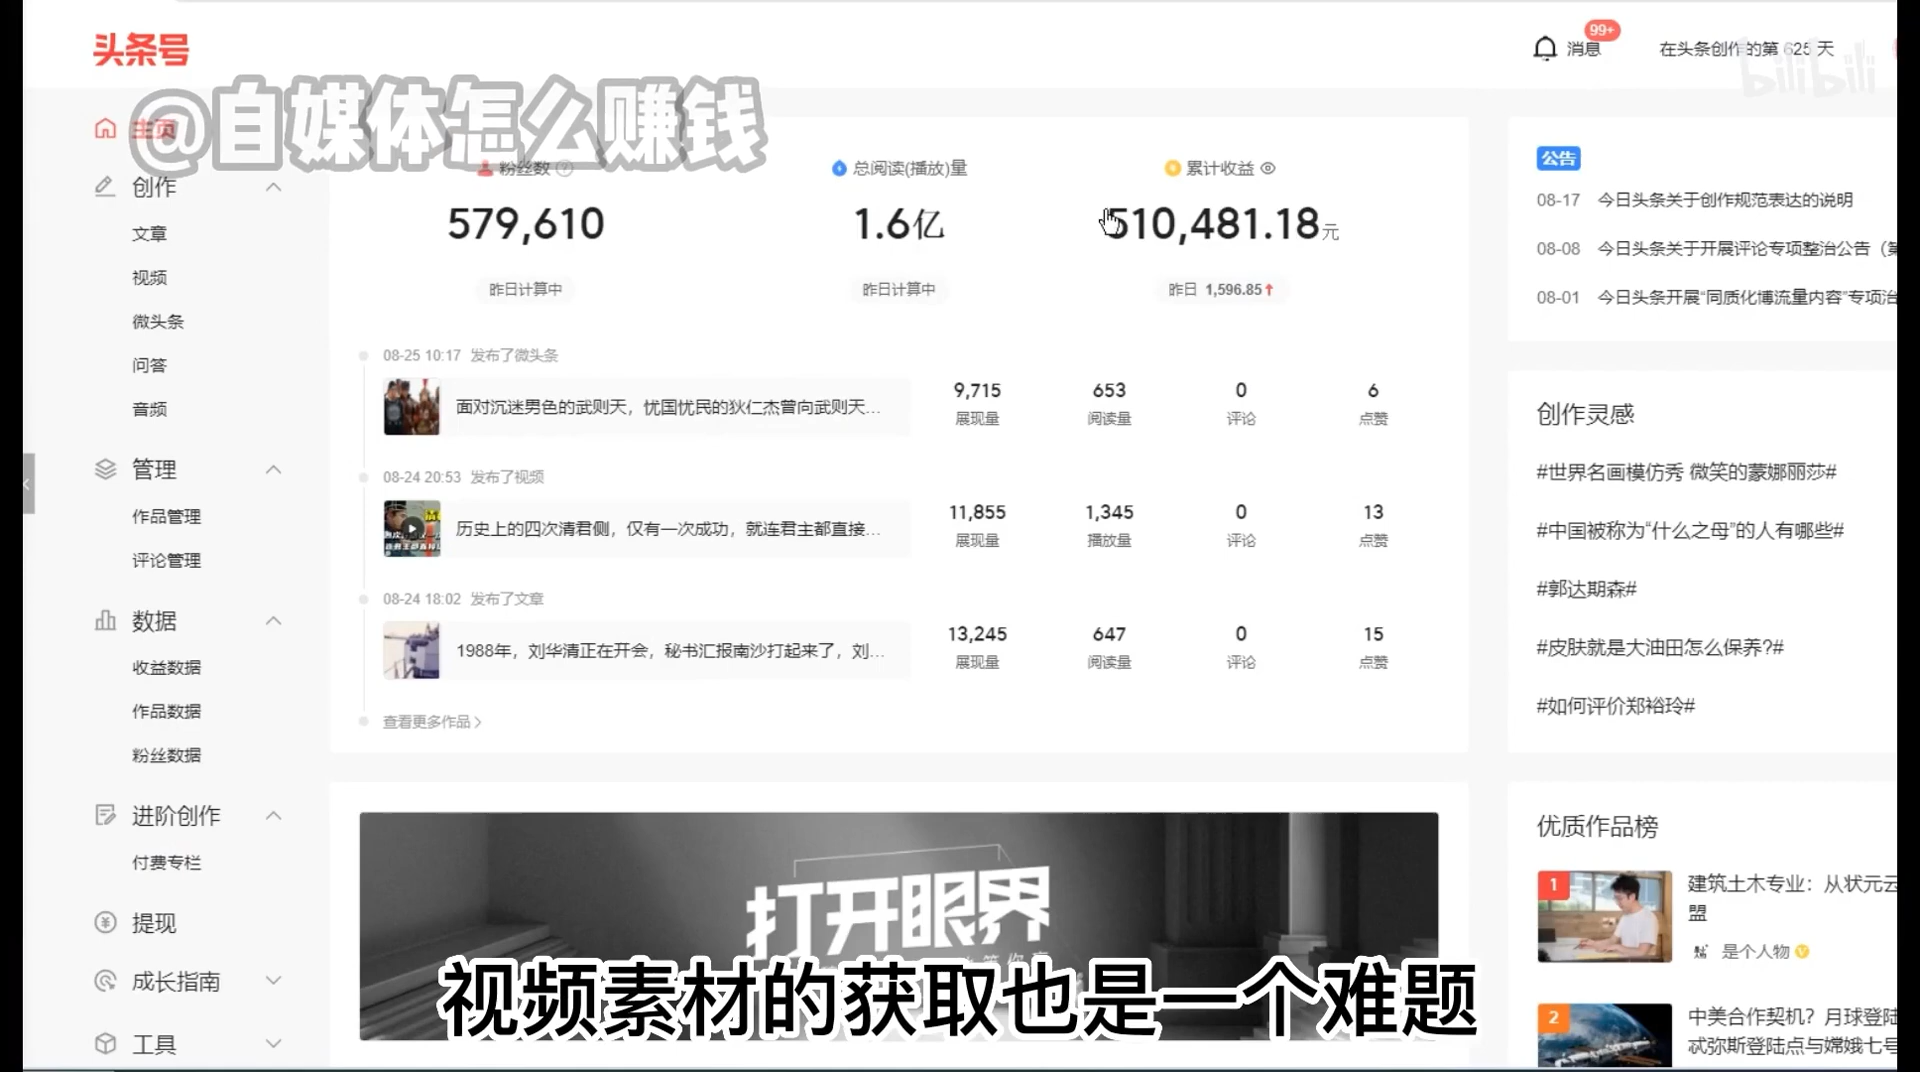 头条号
消息
99+
在头条创作的第 625 天
bilibili
@自媒体怎么赚钱
主页
创作
文章
视频
微头条
问答
音频
管理
作品管理
评论管理
数据
收益数据
作品数据
粉丝数据
进阶创作
付费专栏
提现
成长指南
工具
粉丝数
579,610
昨日计算中
总阅读(播放)量
1.6亿
昨日计算中
累计收益
510,481.18元
昨日 1,596.85↑
08-25 10:17 发布了微头条
面对沉迷男色的武则天，忧国忧民的狄仁杰曾向武则天...
9,715 653 0 6
展现量 阅读量 评论 点赞
08-24 20:53 发布了视频
历史上的四次清君侧，仅有一次成功，就连君主都直接...
11,855 1,345 0 13
展现量 播放量 评论 点赞
08-24 18:02 发布了文章
1988年，刘华清正在开会，秘书汇报南沙打起来了，刘...
13,245 647 0 15
展现量 阅读量 评论 点赞
查看更多作品
打开眼界
视频素材的获取也是一个难题
公告
08-17 今日头条关于创作规范表达的说明
08-08 今日头条关于开展评论专项整治公告（第
08-01 今日头条开展“同质化博流量内容”专项治
创作灵感
#世界名画模仿秀 微笑的蒙娜丽莎#
#中国被称为“什么之母”的人有哪些#
#郭达期森#
#皮肤就是大油田怎么保养?#
#如何评价郑裕玲#
优质作品榜
1
建筑土木专业：从状元云
盟
是个人物
2
中美合作契机？月球登陆
忒弥斯登陆点与嫦娥七号